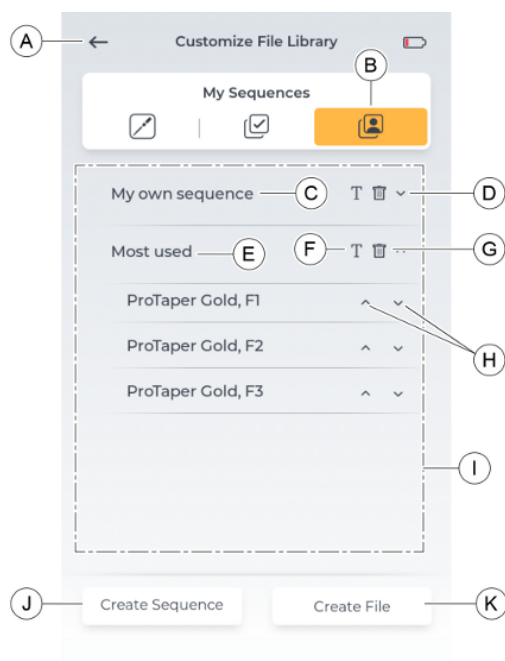 A
Customize File Library
B
My Sequences
My own sequence
C
T
D
Most used
E
F
T
G
ProTaper Gold, F1
ProTaper Gold, F2
H
ProTaper Gold, F3
I
J
Create Sequence
Create File
K